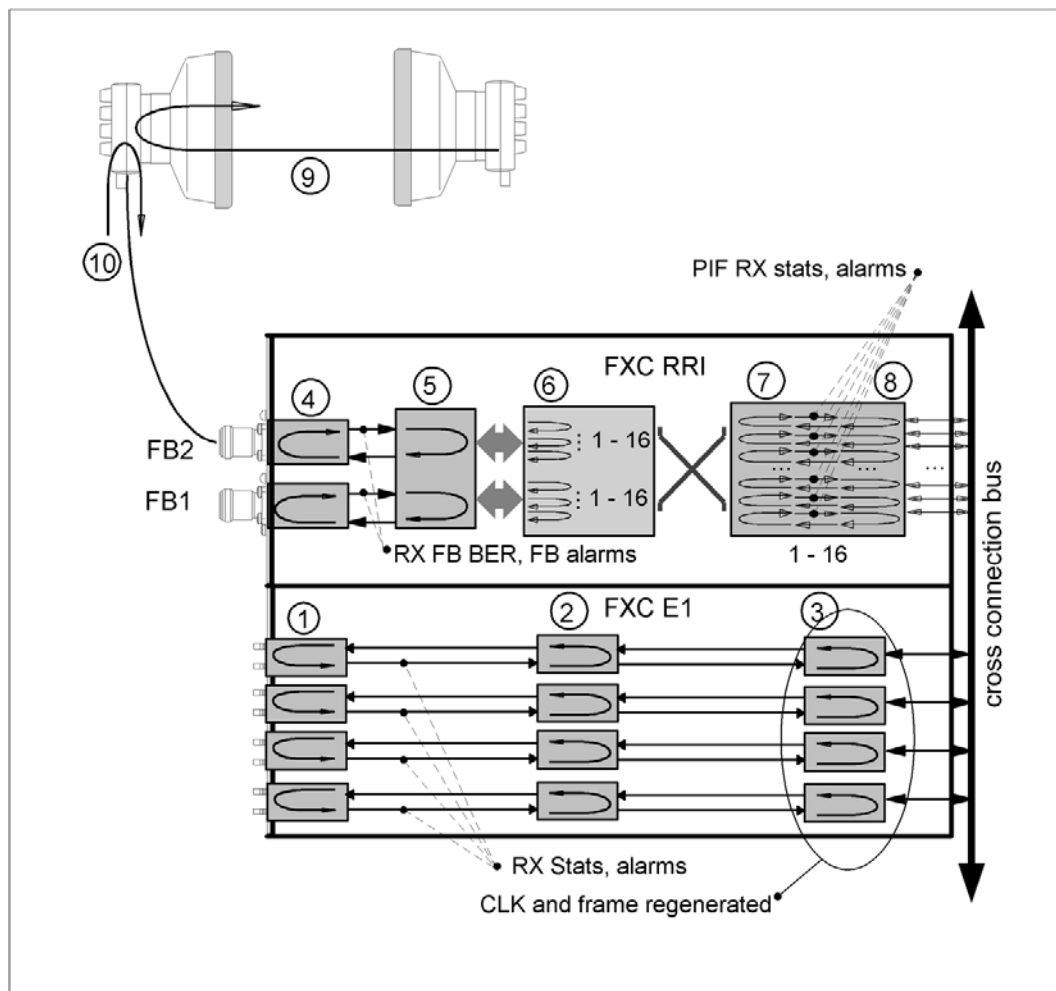 9
10
PIF RX stats, alarms
FXC RRI
4
5
6
7
8
FB2
1 - 16
FB1
1 - 16
... ... ...
RX FB BER, FB alarms
1 - 16
cross connection bus
FXC E1
1
2
3
RX Stats, alarms
CLK and frame regenerated